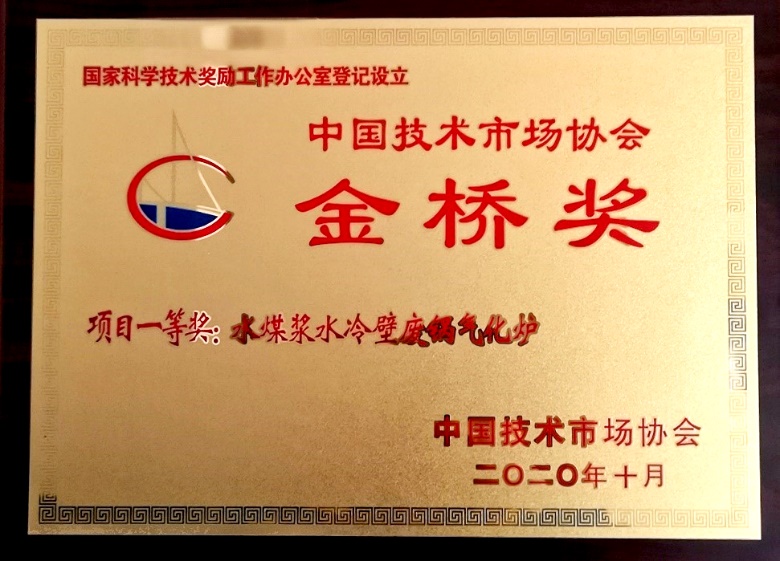 国家科学技术奖励工作办公室登记设立
中国技术市场协会
金桥奖
项目一等奖：水煤浆水冷壁废锅气化炉
中国技术市场协会
二〇二〇年十月